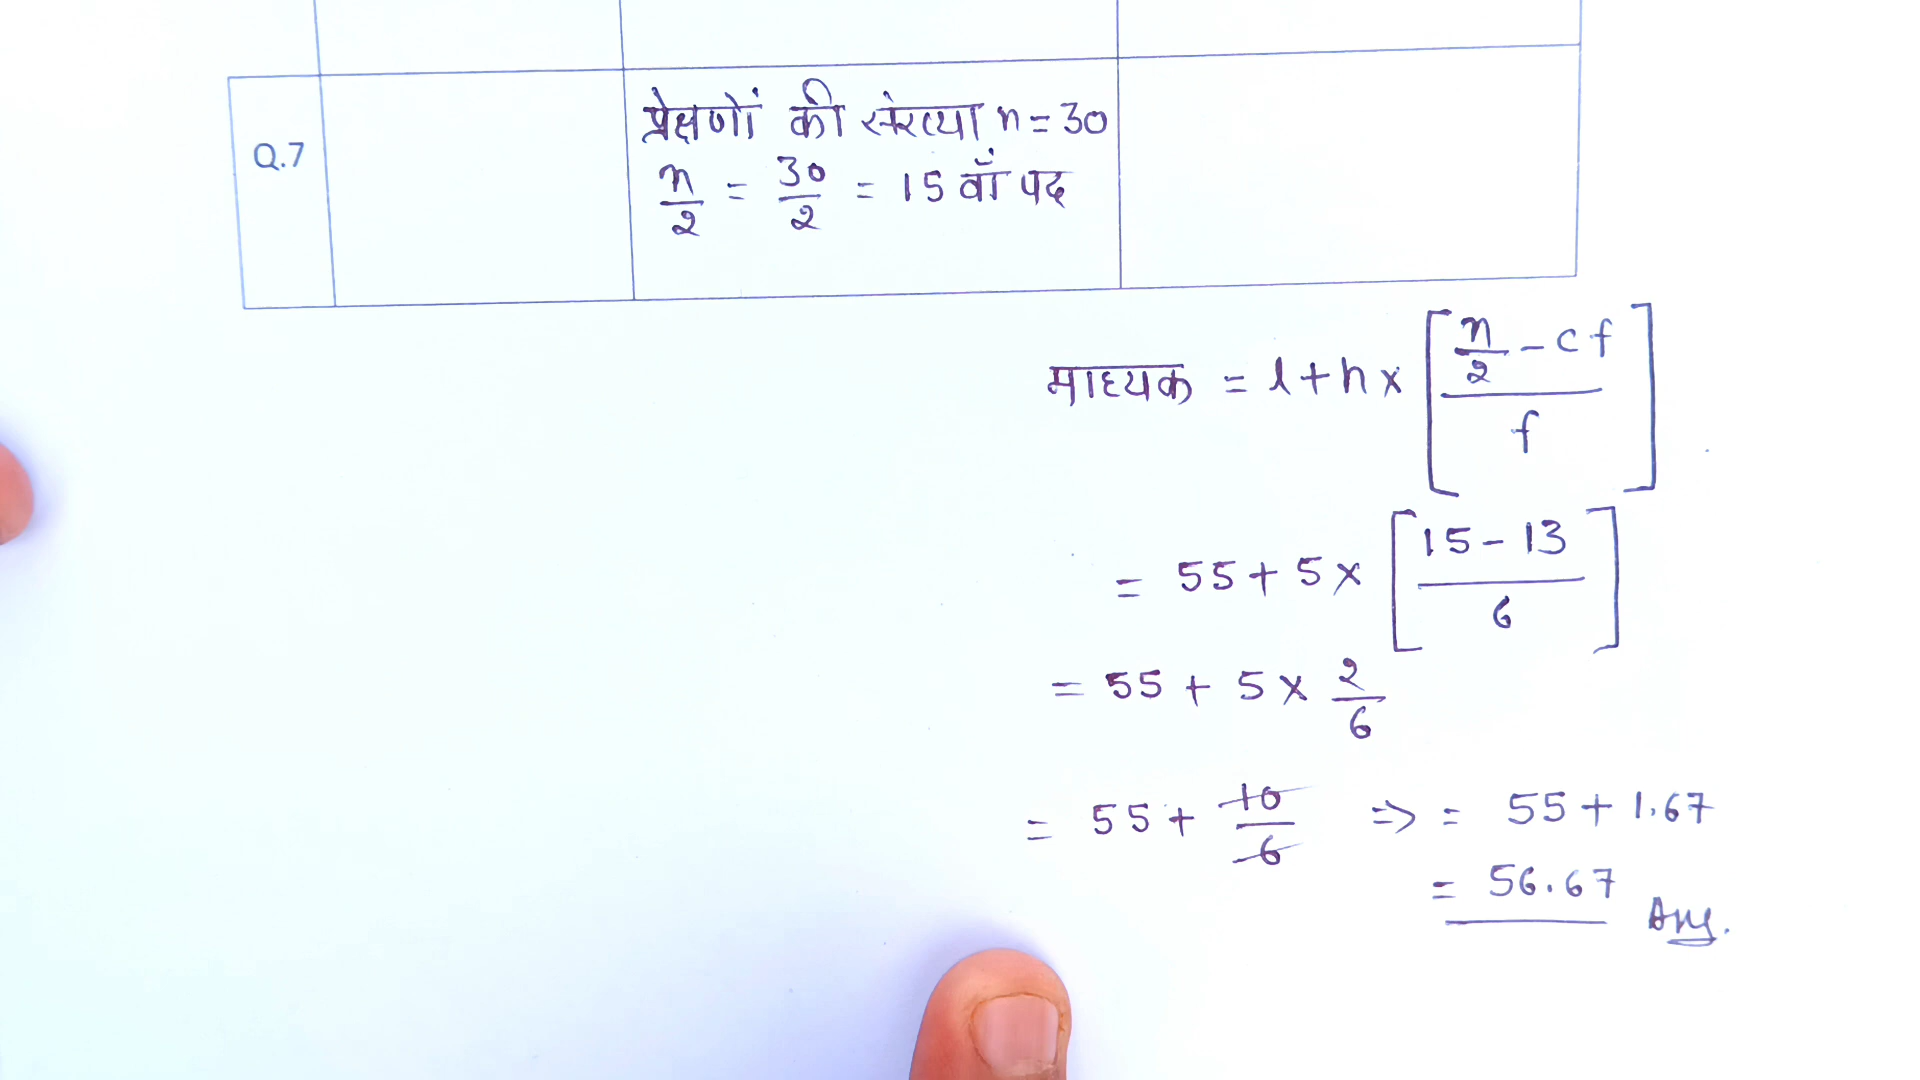 Q.7
प्रेक्षणों की संख्या n = 30
n/2 = 30/2 = 15 वाँ पद
माध्यक = l + h × [(n/2 - cf)/f]
= 55 + 5 × [(15 - 13)/6]
= 55 + 5 × 2/6
= 55 + 10/6 => = 55 + 1.67
= 56.67 Ans.